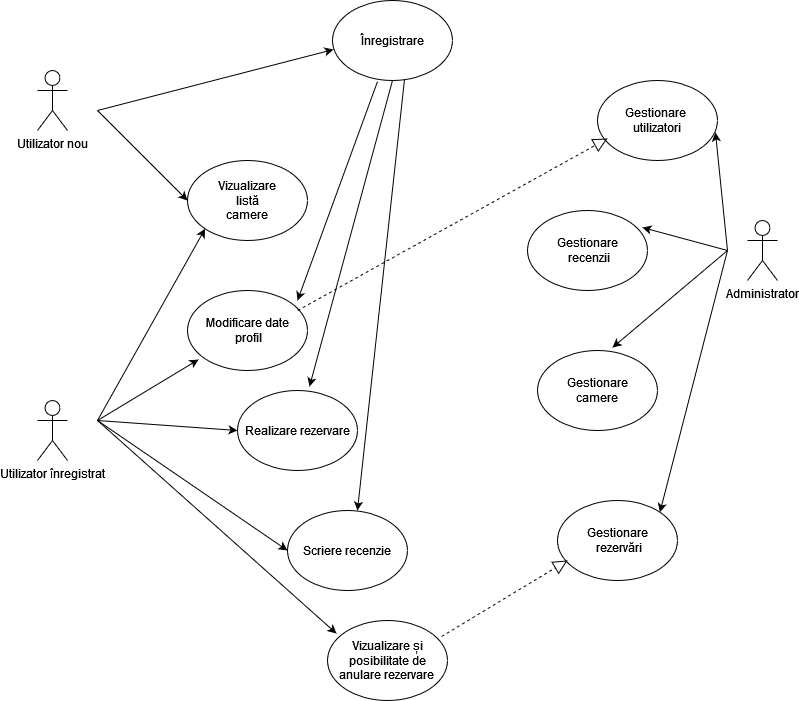 Înregistrare
Utilizator nou
Gestionare
utilizatori
Vizualizare
listă
camere
Gestionare
recenzii
Administrator
Modificare date
profil
Gestionare
camere
Realizare rezervare
Utilizator înregistrat
Scriere recenzie
Gestionare
rezervări
Vizualizare și
posibilitate de
anulare rezervare